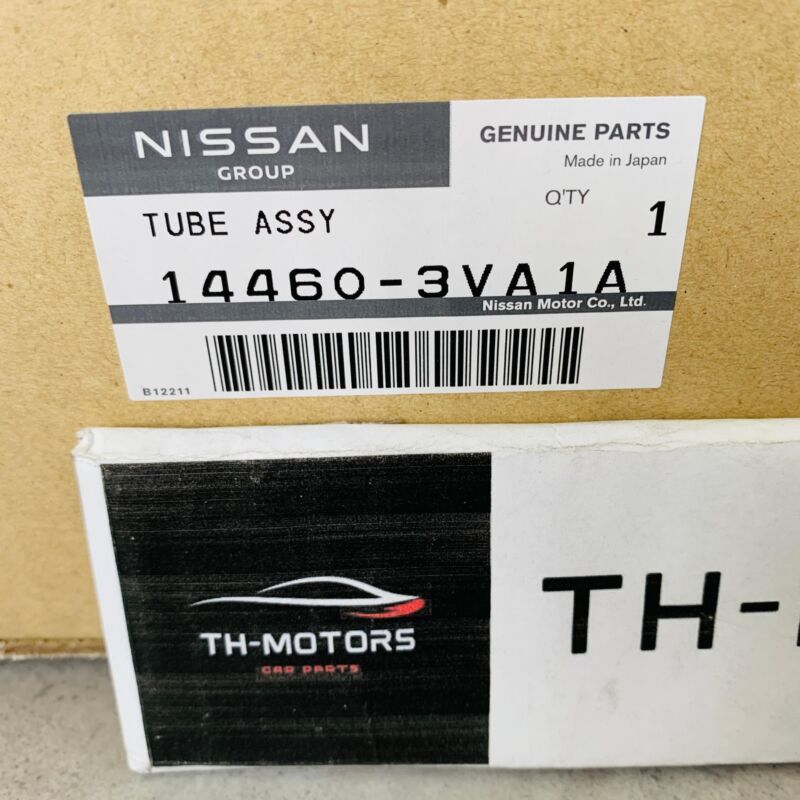 NISSAN
GROUP
GENUINE PARTS
Made in Japan
Q'TY
1
TUBE ASSY
14460-3VA1A
Nissan Motor Co., Ltd.
B12211
TH-MOTORS
CAR PARTS
TH-